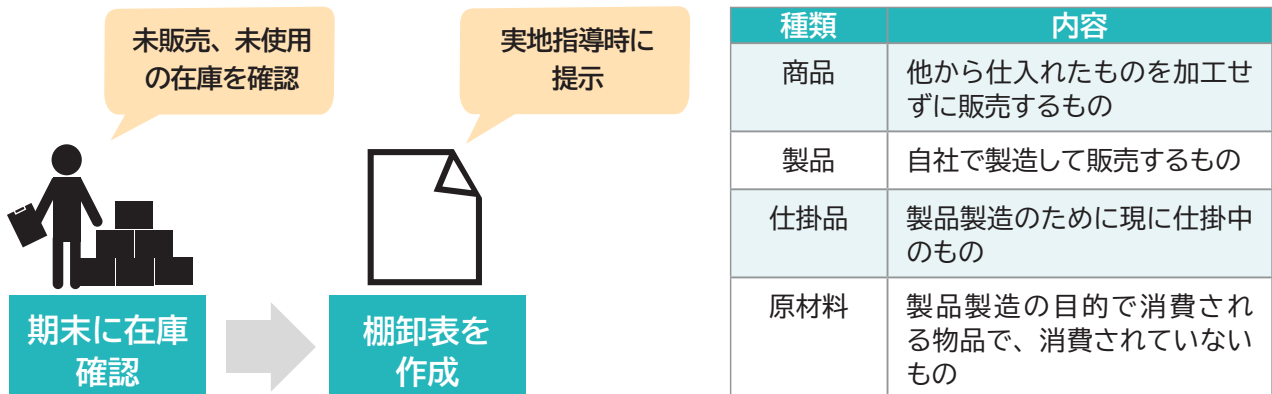 未販売、未使用
の在庫を確認
実地指導時に
提示
期末に在庫
確認
棚卸表を
作成
種類 内容
商品 他から仕入れたものを加工せ
ずに販売するもの
製品 自社で製造して販売するもの
仕掛品 製品製造のために現に仕掛中
のもの
原材料 製品製造の目的で消費され
る物品で、消費されていない
もの